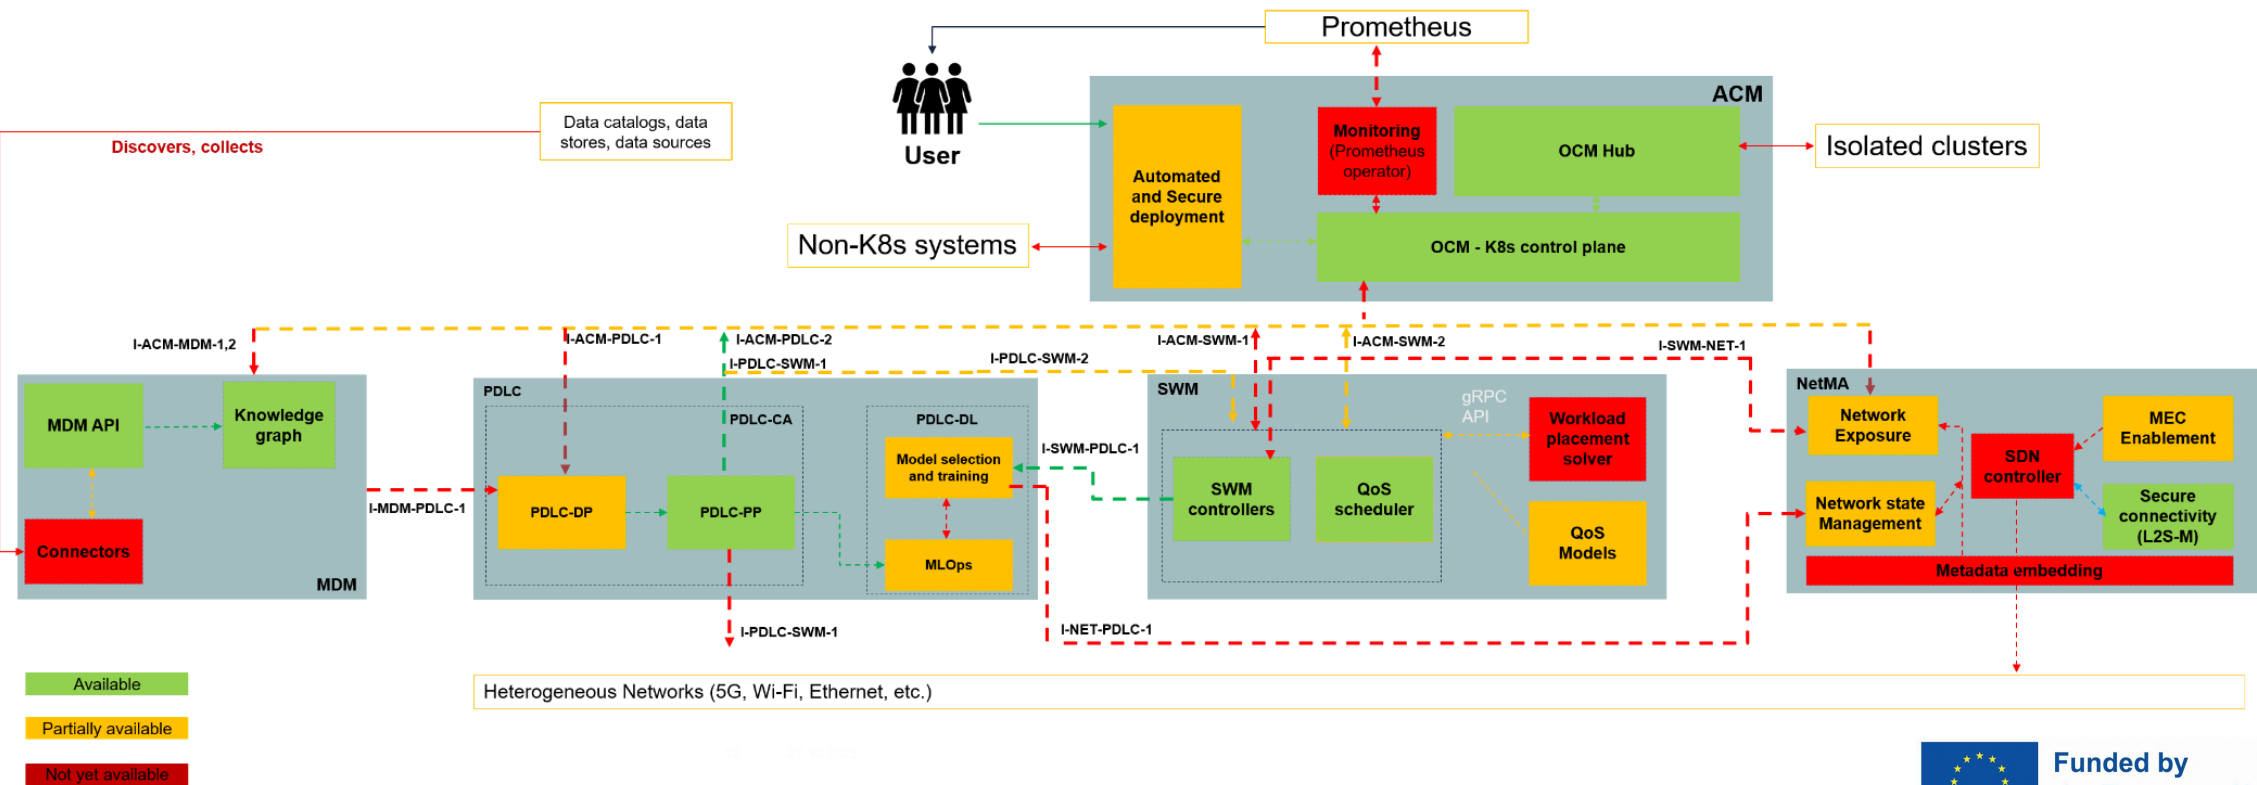 Prometheus
ACM
Data catalogs, data
stores, data sources
Discovers, collects
User
Automated
and Secure
deployment
Monitoring
(Prometheus
operator)
OCM Hub
Isolated clusters
Non-K8s systems
OCM - K8s control plane
I-ACM-MDM-1,2
I-ACM-PDLC-1
I-ACM-PDLC-2
I-PDLC-SWM-1
I-PDLC-SWM-2
I-ACM-SWM-1
I-ACM-SWM-2
I-SWM-NET-1
MDM API
Knowledge
graph
Connectors
MDM
I-MDM-PDLC-1
PDLC
PDLC-CA
PDLC-DP
PDLC-PP
PDLC-DL
Model selection
and training
MLOps
I-SWM-PDLC-1
I-PDLC-SWM-1
I-NET-PDLC-1
SWM
gRPC
API
SWM
controllers
QoS
scheduler
Workload
placement
solver
QoS
Models
NetMA
Network
Exposure
MEC
Enablement
SDN
controller
Network state
Management
Secure
connectivity
(L2S-M)
Metadata embedding
Heterogeneous Networks (5G, Wi-Fi, Ethernet, etc.)
Available
Partially available
Not yet available
Funded by